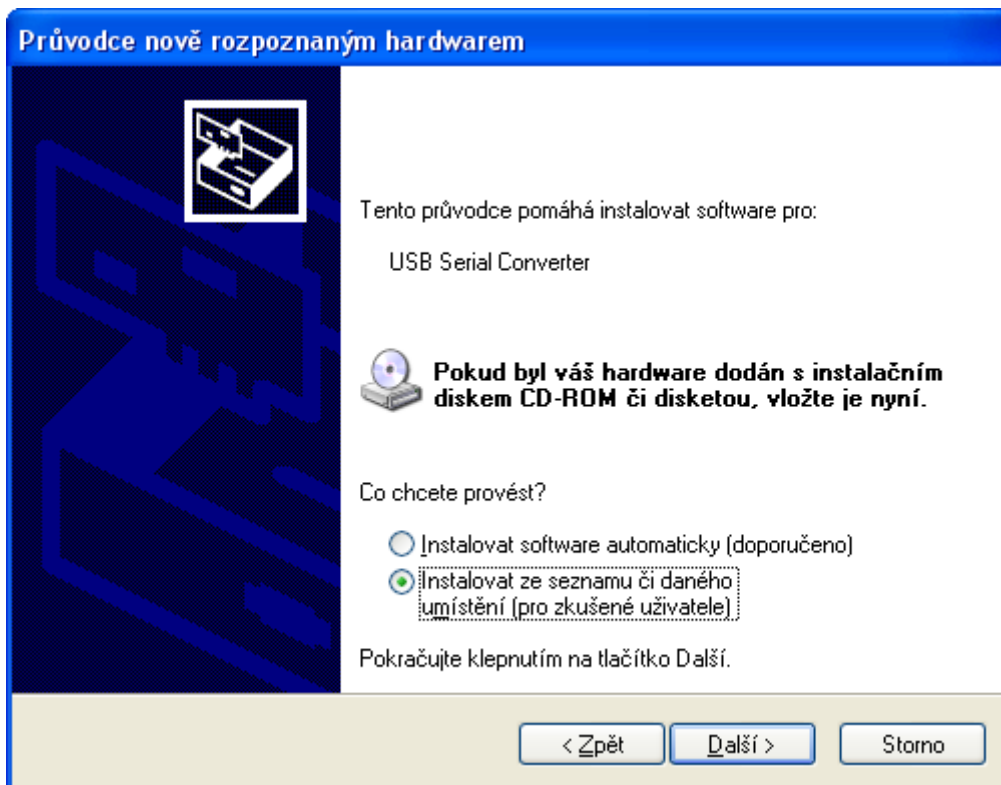 Průvodce nově rozpoznaným hardwarem
Tento průvodce pomáhá instalovat software pro:
USB Serial Converter
Pokud byl váš hardware dodán s instalačním
diskem CD-ROM či disketou, vložte je nyní.
Co chcete provést?
Instalovat software automaticky (doporučeno)
Instalovat ze seznamu či daného
umístění (pro zkušené uživatele)
Pokračujte klepnutím na tlačítko Další.
< Zpět
Další >
Storno